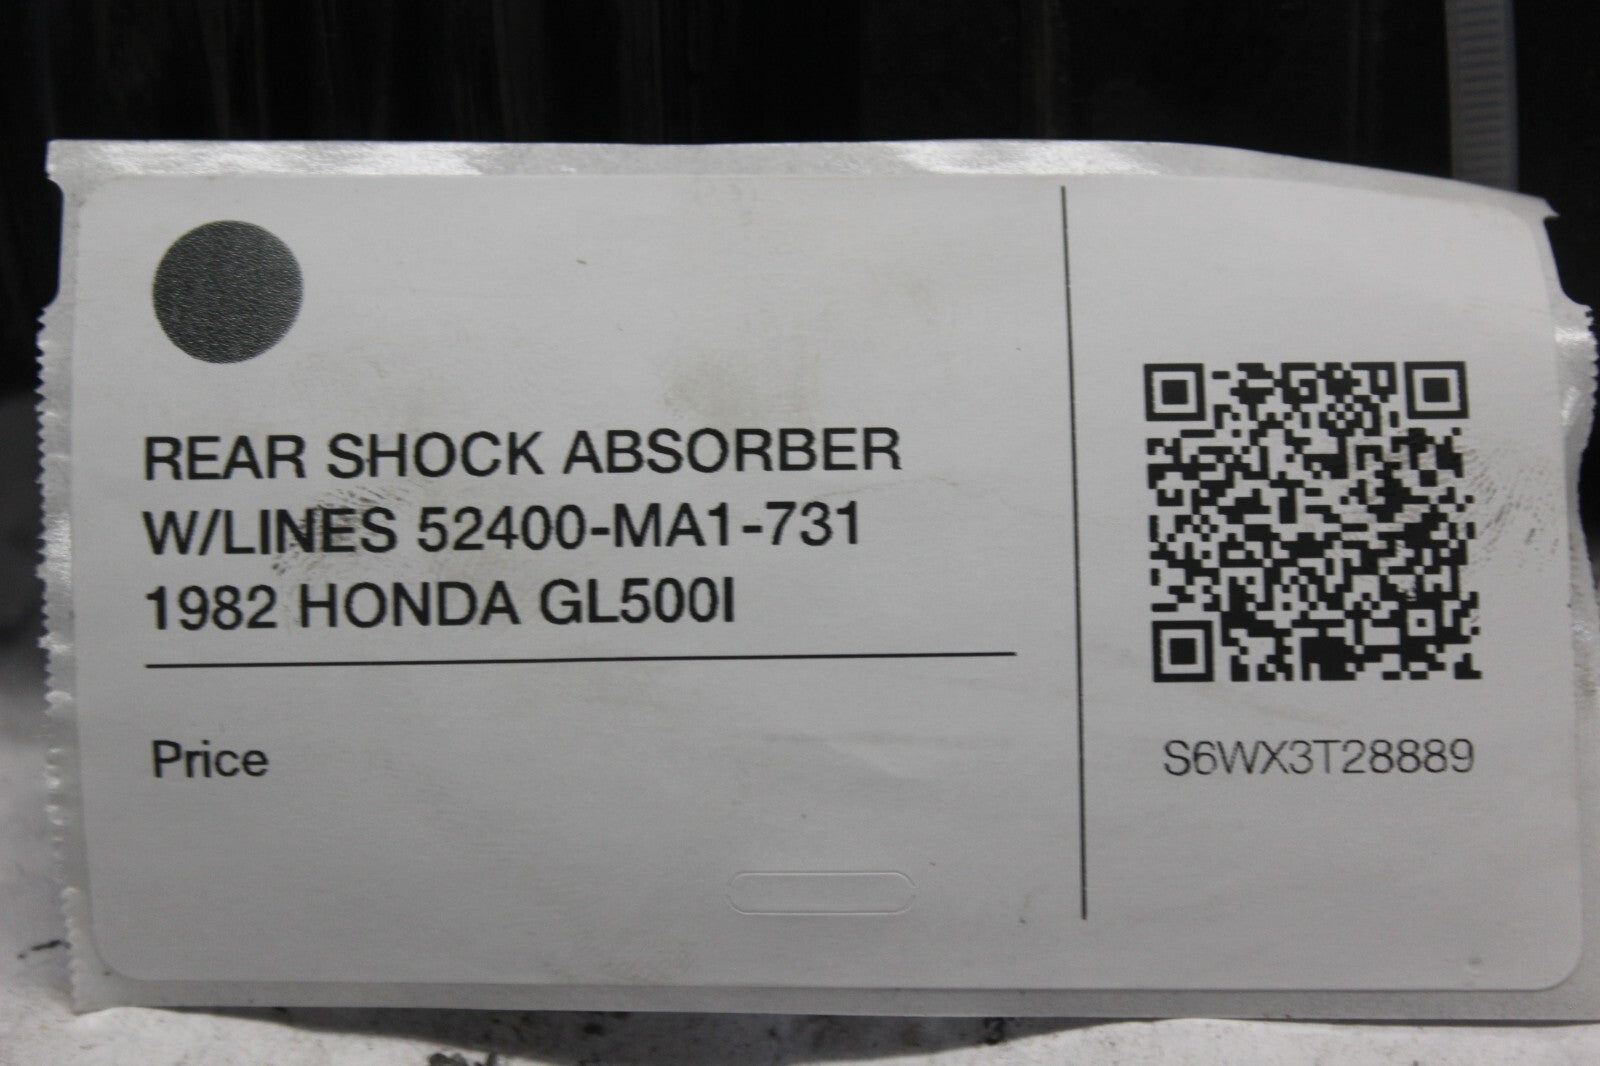 REAR SHOCK ABSORBER
W/LINES 52400-MA1-731
1982 HONDA GL500I
Price
S6WX3T28889